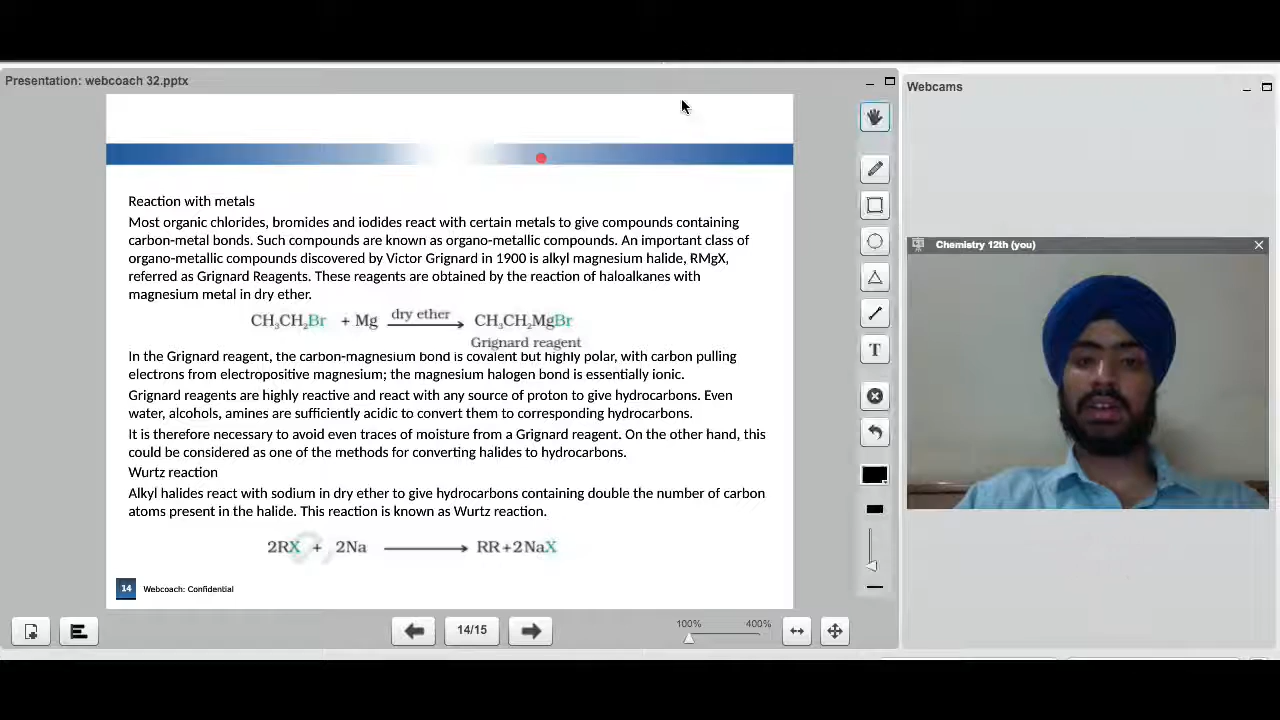 Presentation: webcoach 32.pptx
Webcams
Reaction with metals
Most organic chlorides, bromides and iodides react with certain metals to give compounds containing
carbon-metal bonds. Such compounds are known as organo-metallic compounds. An important class of
organo-metallic compounds discovered by Victor Grignard in 1900 is alkyl magnesium halide, RMgX,
referred as Grignard Reagents. These reagents are obtained by the reaction of haloalkanes with
magnesium metal in dry ether.
CH₃CH₂Br + Mg dry ether → CH₃CH₂MgBr
Grignard reagent
In the Grignard reagent, the carbon-magnesium bond is covalent but highly polar, with carbon pulling
electrons from electropositive magnesium; the magnesium halogen bond is essentially ionic.
Grignard reagents are highly reactive and react with any source of proton to give hydrocarbons. Even
water, alcohols, amines are sufficiently acidic to convert them to corresponding hydrocarbons.
It is therefore necessary to avoid even traces of moisture from a Grignard reagent. On the other hand, this
could be considered as one of the methods for converting halides to hydrocarbons.
Wurtz reaction
Alkyl halides react with sodium in dry ether to give hydrocarbons containing double the number of carbon
atoms present in the halide. This reaction is known as Wurtz reaction.
2RX + 2Na → RR+2NaX
14 Webcoach: Confidential
14/15
100% 400%
T
Chemistry 12th (you)